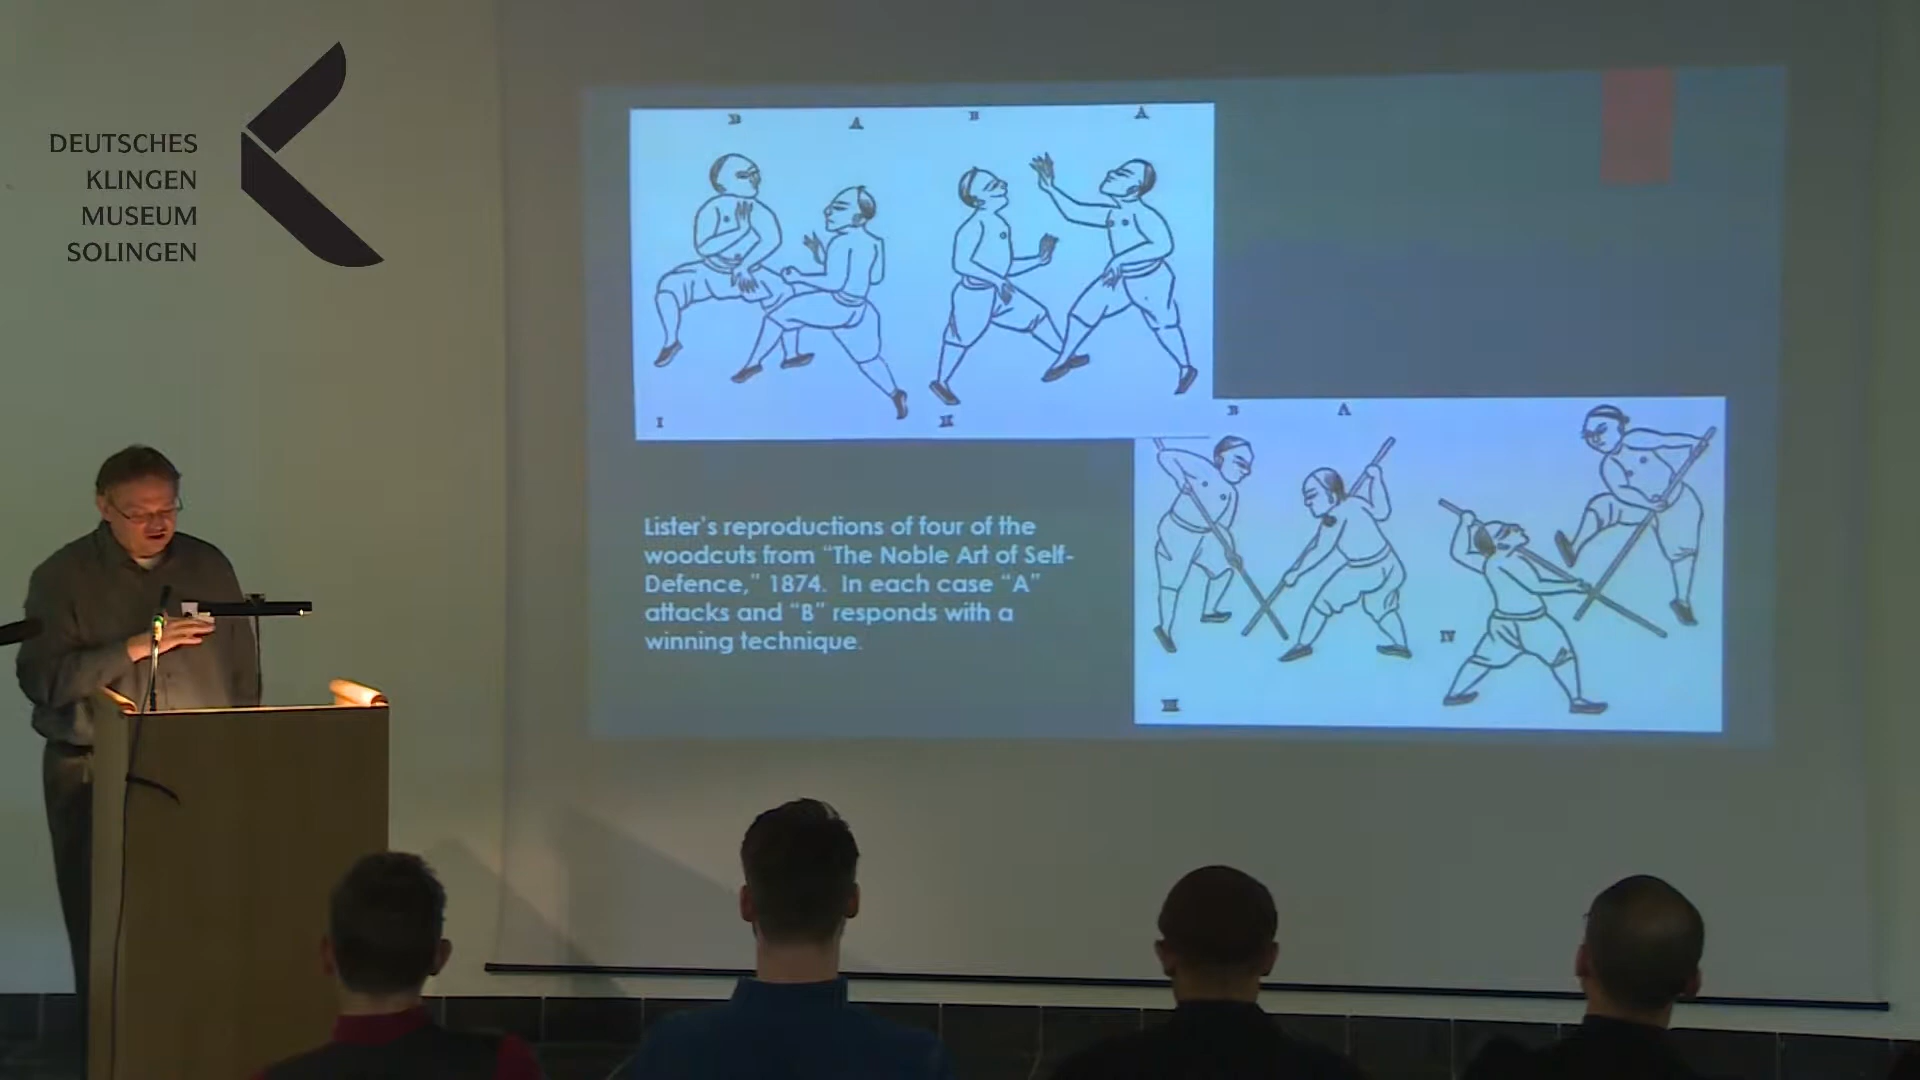 DEUTSCHES
KLINGEN
MUSEUM
SOLINGEN
B A B A
I II
Lister's reproductions of four of the
woodcuts from “The Noble Art of Self-
Defence,” 1874. In each case “A”
attacks and “B” responds with a
winning technique.
B A
IV
III